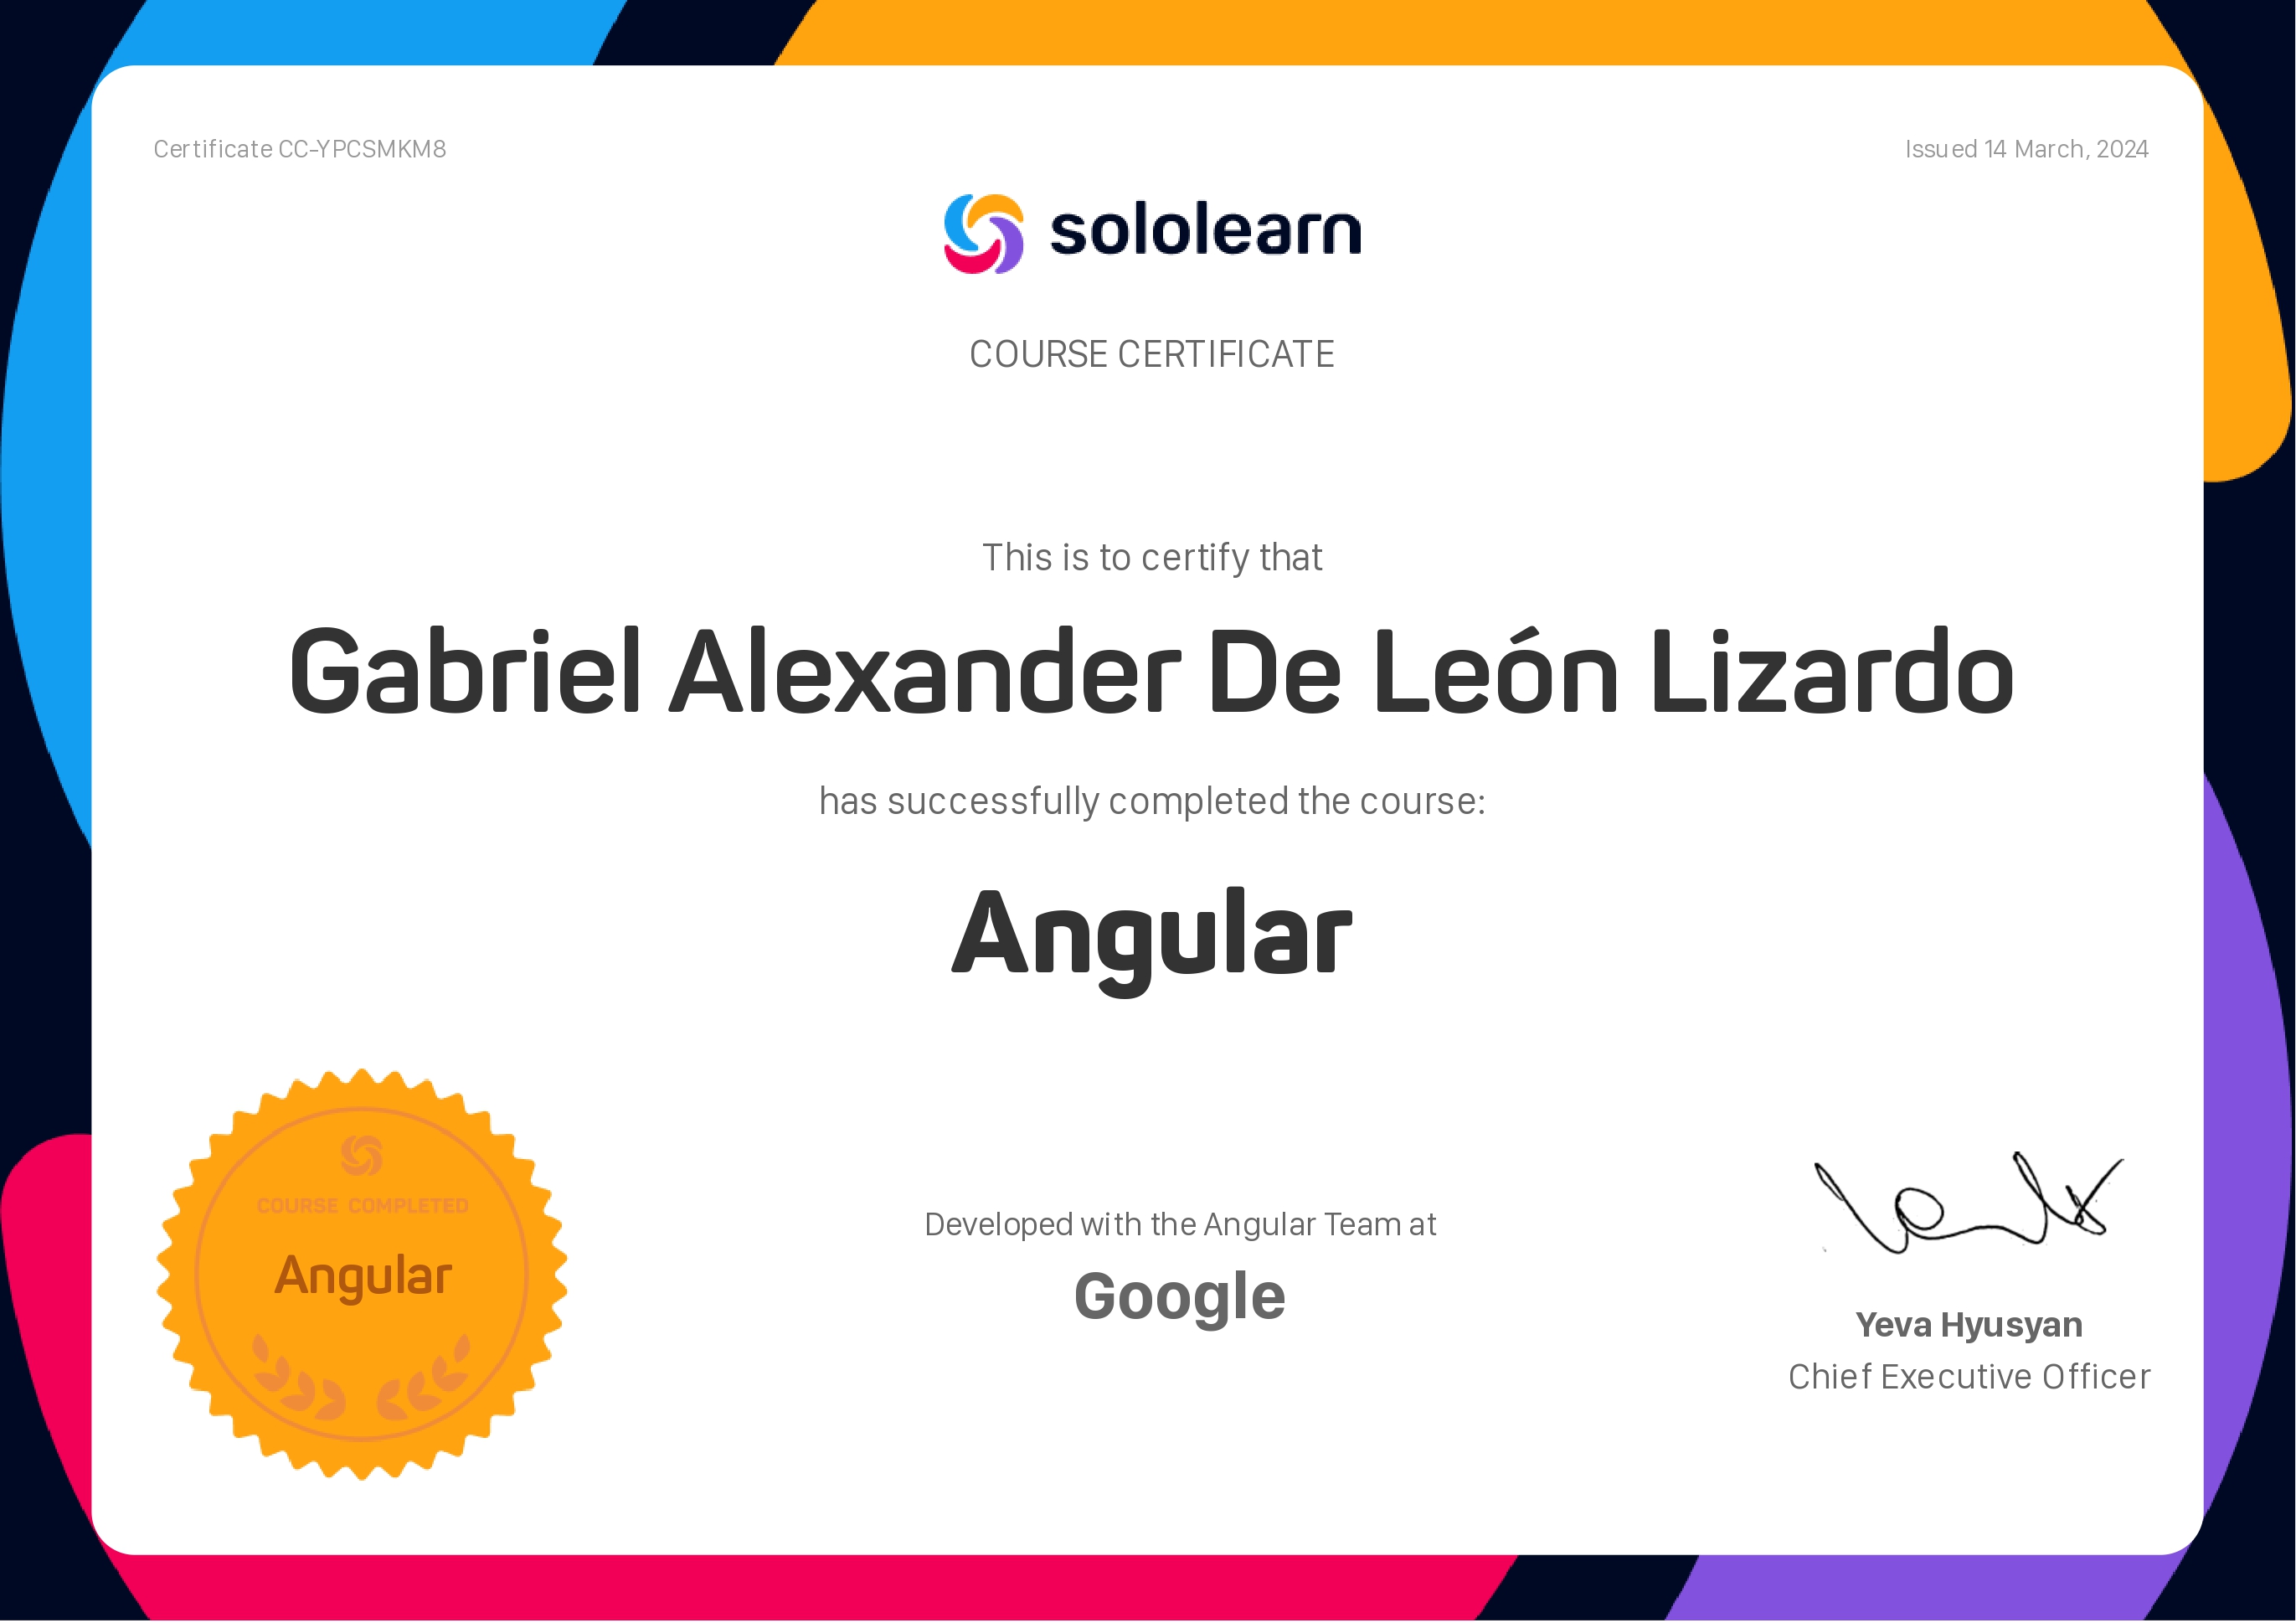 Certificate CC-YPCSMKM8
Issued 14 March, 2024
sololearn
COURSE CERTIFICATE
This is to certify that
Gabriel Alexander De León Lizardo
has successfully completed the course:
Angular
COURSE COMPLETED
Angular
Developed with the Angular Team at
Google
Yeva Hyusyan
Chief Executive Officer